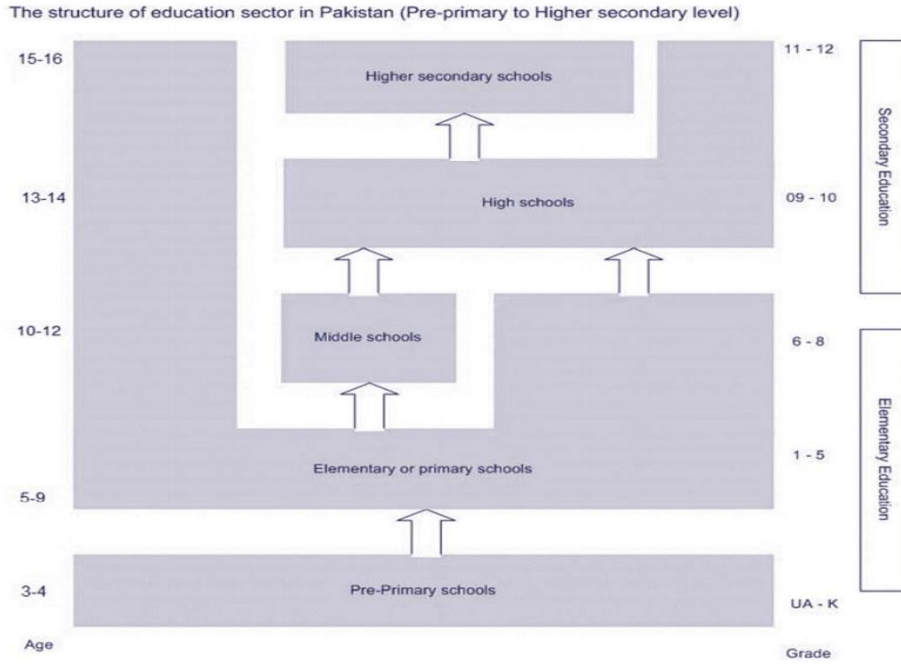 The structure of education sector in Pakistan (Pre-primary to Higher secondary level)
15-16
11 - 12
Higher secondary schools
Secondary Education
13-14
High schools
09 - 10
10-12
Middle schools
6 - 8
Elementary Education
Elementary or primary schools
1 - 5
5-9
3-4
Pre-Primary schools
UA - K
Age
Grade